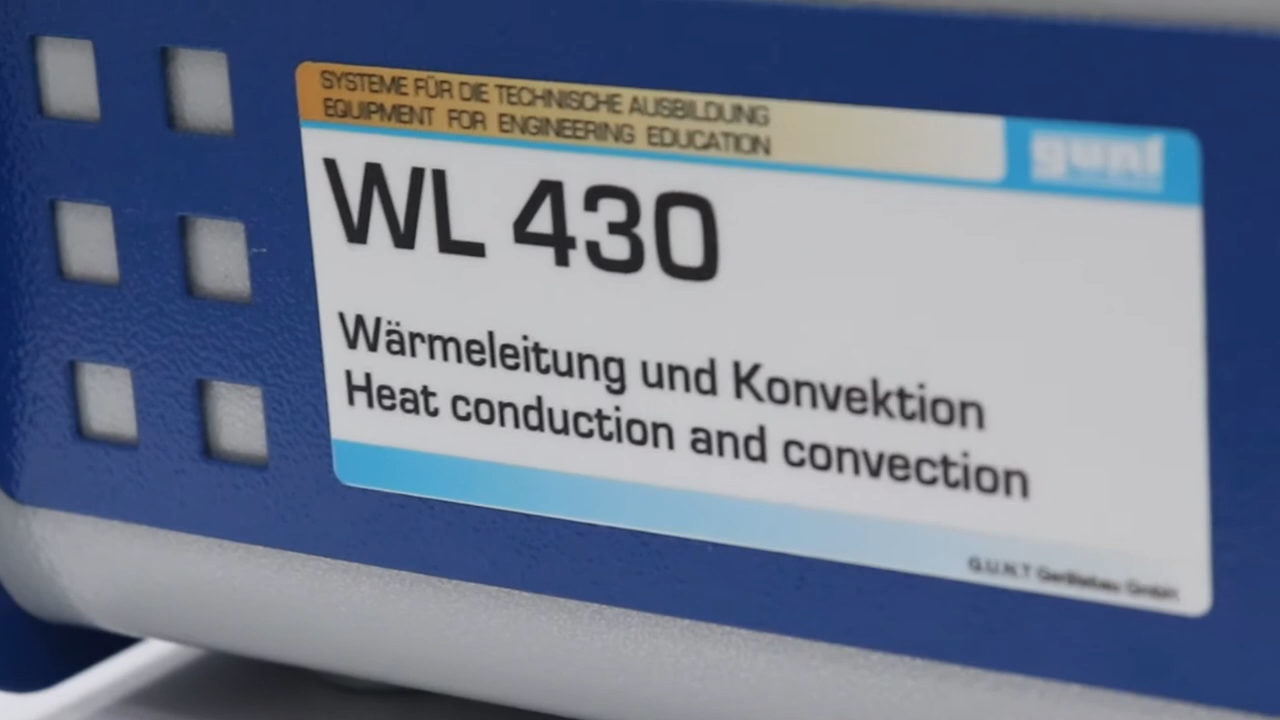 SYSTEME FÜR DIE TECHNISCHE AUSBILDUNG
EQUIPMENT FOR ENGINEERING EDUCATION
gunt
WL 430
Wärmeleitung und Konvektion
Heat conduction and convection
G.U.N.T Gerätebau GmbH